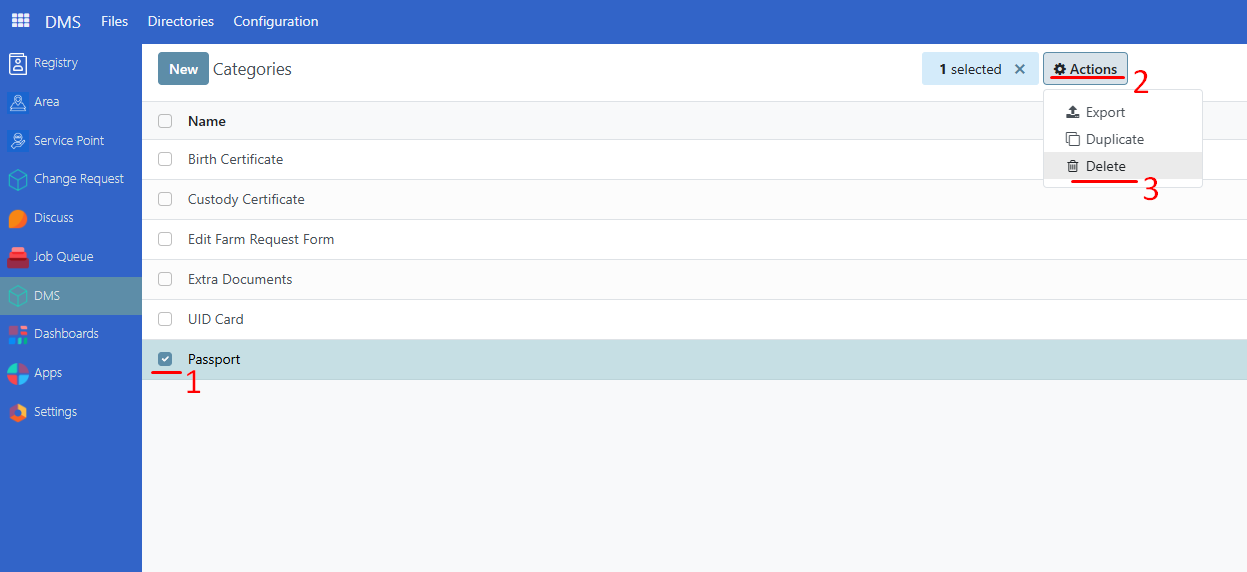 DMS Files Directories Configuration
Registry
Area
Service Point
Change Request
Discuss
Job Queue
DMS
Dashboards
Apps
Settings
New Categories 1 selected Actions 2
Export
Duplicate
Delete
3
Name
Birth Certificate
Custody Certificate
Edit Farm Request Form
Extra Documents
UID Card
Passport
1